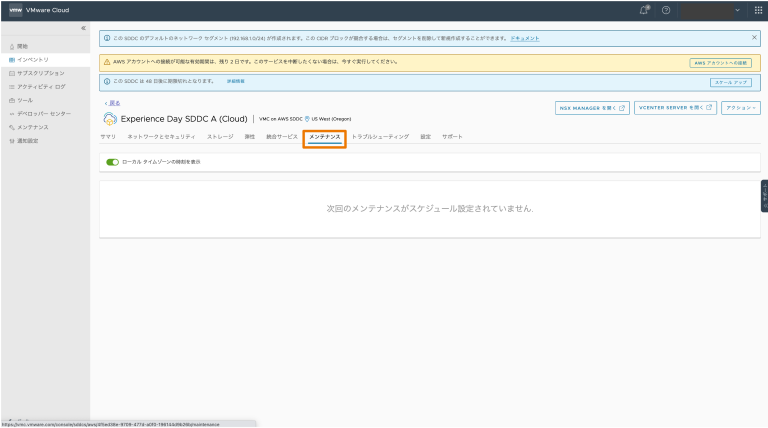 vmw VMware Cloud
この SDDC のデフォルトのネットワーク セグメント (192.168.1.0/24) が作成されます。この CIDR ブロックが競合する場合は、セグメントを削除して新規作成することができます。 ドキュメント
AWS アカウントへの接続が可能な有効期間は、残り 2 日です。このサービスを中断したくない場合は、今すぐ実行してください。
AWS アカウントへの接続
この SDDC は 48 日後に期限切れとなります。 詳細情報
スケール アップ
開始
インベントリ
サブスクリプション
アクティビティ ログ
ツール
デベロッパー センター
メンテナンス
通知設定
戻る
Experience Day SDDC A (Cloud) | VMC on AWS SDDC US West (Oregon)
NSX MANAGER を開く
VCENTER SERVER を開く
アクション
サマリ ネットワークとセキュリティ ストレージ 弾性 統合サービス メンテナンス トラブルシューティング 設定 サポート
ローカル タイムゾーンの時刻を表示
次回のメンテナンスがスケジュール設定されていません.